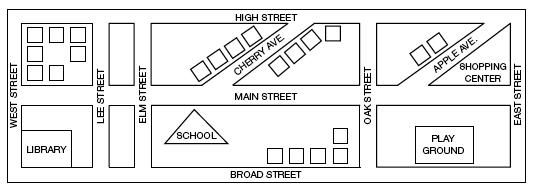 HIGH STREET
CHERRY AVE.
APPLE AVE.
SHOPPING
CENTER
WEST STREET
LEE STREET
ELM STREET
MAIN STREET
OAK STREET
EAST STREET
SCHOOL
LIBRARY
PLAY
GROUND
BROAD STREET